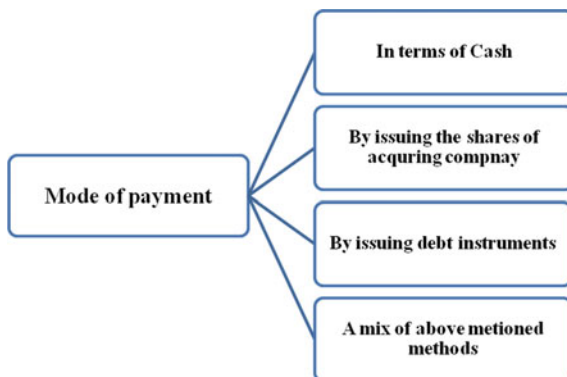 In terms of Cash
By issuing the shares of
acquring compnay
Mode of payment
By issuing debt instruments
A mix of above metioned
methods